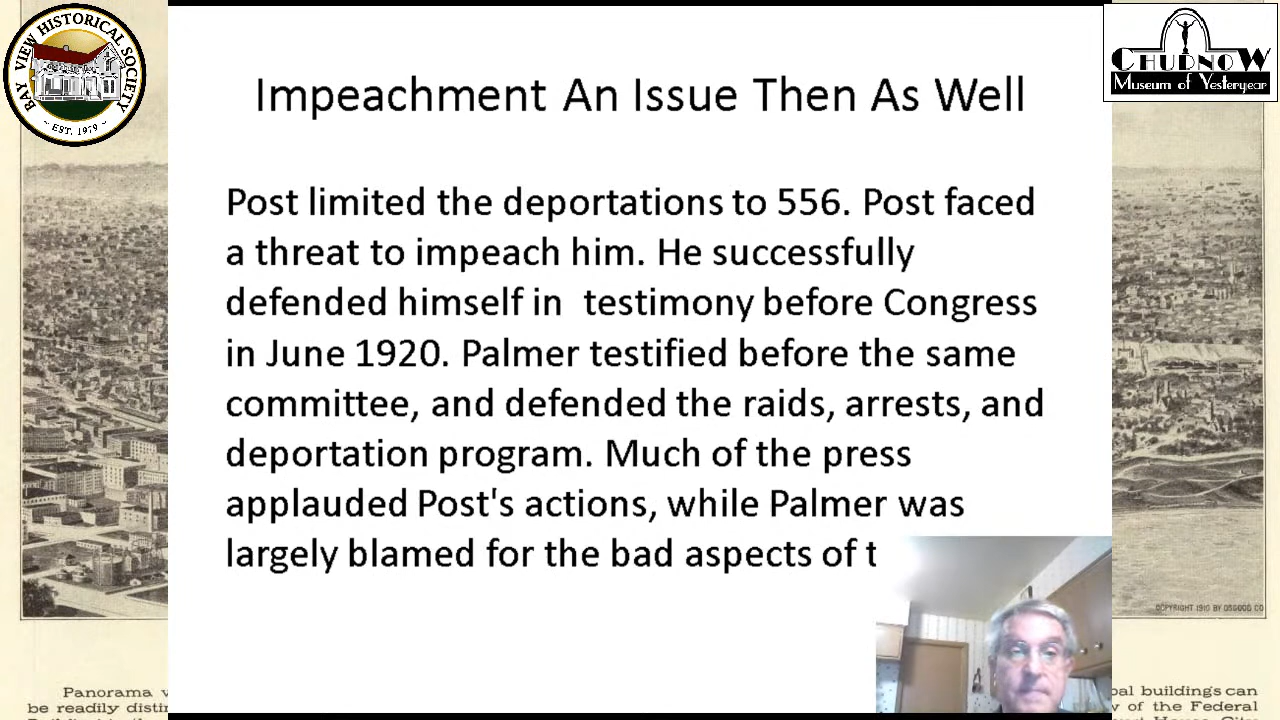 BAY VIEW HISTORICAL SOCIETY
~ EST. 1979 ~
CHUDNOW
Museum of Yesteryear
Impeachment An Issue Then As Well
Post limited the deportations to 556. Post faced
a threat to impeach him. He successfully
defended himself in  testimony before Congress
in June 1920. Palmer testified before the same
committee, and defended the raids, arrests, and
deportation program. Much of the press
applauded Post's actions, while Palmer was
largely blamed for the bad aspects of t
COPYRIGHT 1910 BY OSGOOD CO
Panorama v
be readily distin
pal buildings can
w of the Federal